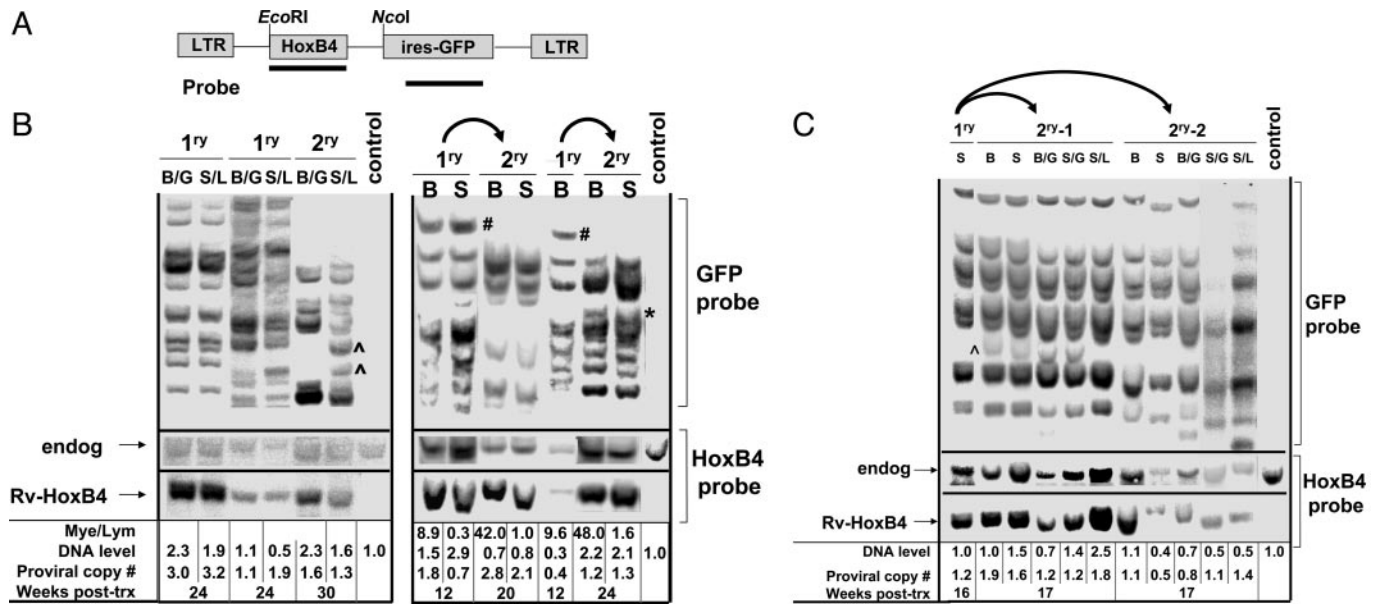 A
EcoRI NcoI
LTR HoxB4 ires-GFP LTR
Probe
B
1ry 1ry 2ry control
B/G S/L B/G S/L B/G S/L
^
^
endog
Rv-HoxB4
1ry 2ry 1ry 2ry control
B S B S B B S
# #
*
GFP probe
HoxB4 probe
Mye/Lym 8.9 0.3 42.0 1.0 9.6 48.0 1.6
DNA level 2.3 1.9 1.1 0.5 2.3 1.6 1.0 1.5 2.9 0.7 0.8 0.3 2.2 2.1 1.0
Proviral copy # 3.0 3.2 1.1 1.9 1.6 1.3 1.8 0.7 2.8 2.1 0.4 1.2 1.3
Weeks post-trx 24 24 30 12 20 12 24
C
1ry 2ry-1 2ry-2 control
S B S B/G S/G S/L B S B/G S/G S/L
^
GFP probe
endog
Rv-HoxB4
HoxB4 probe
DNA level 1.0 1.0 1.5 0.7 1.4 2.5 1.1 0.4 0.7 0.5 0.5 1.0
Proviral copy # 1.2 1.9 1.6 1.2 1.2 1.8 1.1 0.5 0.8 1.1 1.4
Weeks post-trx 16 17 17